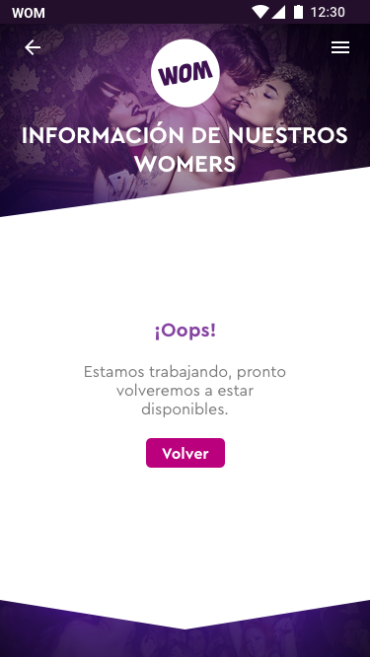 WOM
12:30
WOM
INFORMACIÓN DE NUESTROS
WOMERS
¡Oops!
Estamos trabajando, pronto
volveremos a estar
disponibles.
Volver